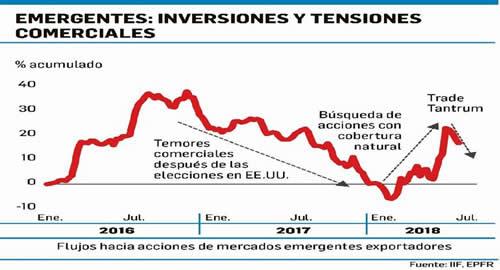 EMERGENTES: INVERSIONES Y TENSIONES
COMERCIALES
% acumulado
40
30
20
10
0
-10
Temores
comerciales
después de las
elecciones en EE.UU.
Búsqueda de
acciones con
cobertura
natural
Trade
Tantrum
Ene. Jul. Ene. Jul. Ene. Jul.
2016 2017 2018
Flujos hacia acciones de mercados emergentes exportadores
Fuente: IIF, EPFR